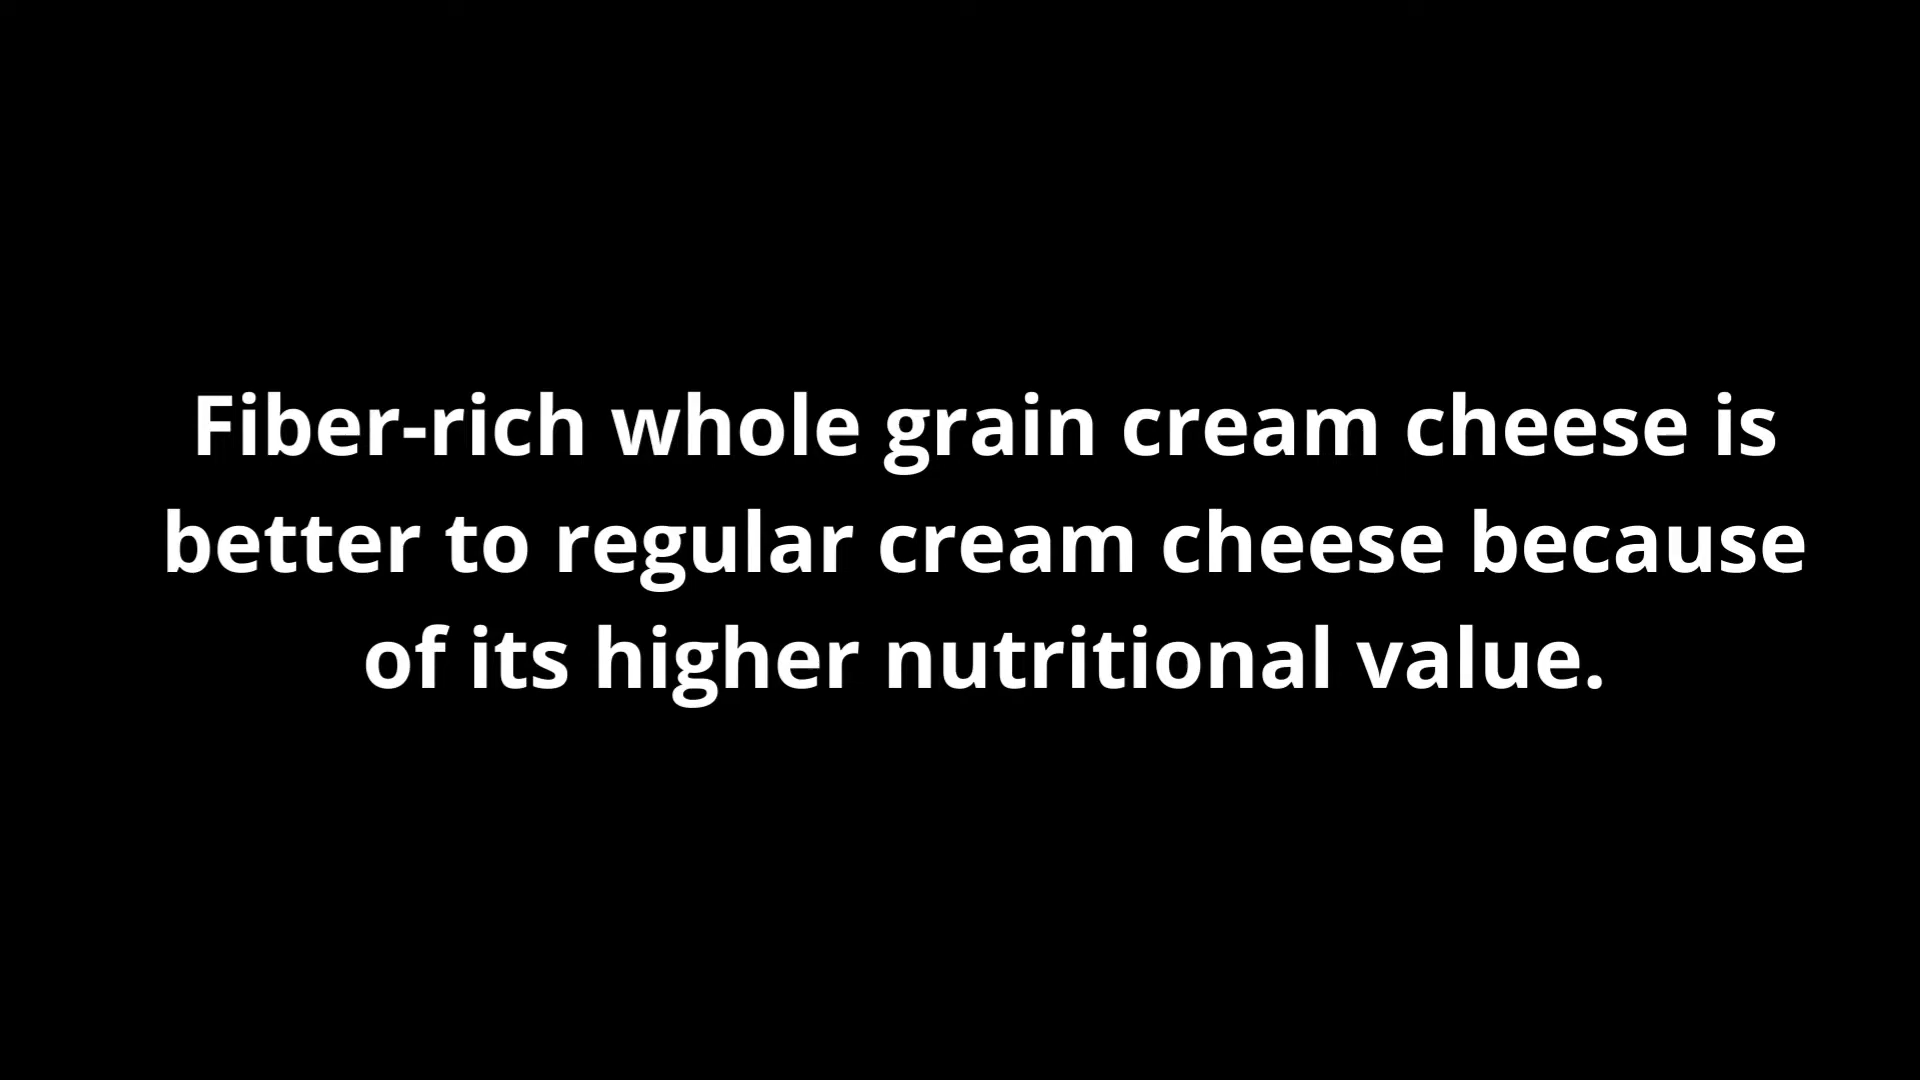 Fiber-rich whole grain cream cheese is
better to regular cream cheese because
of its higher nutritional value.